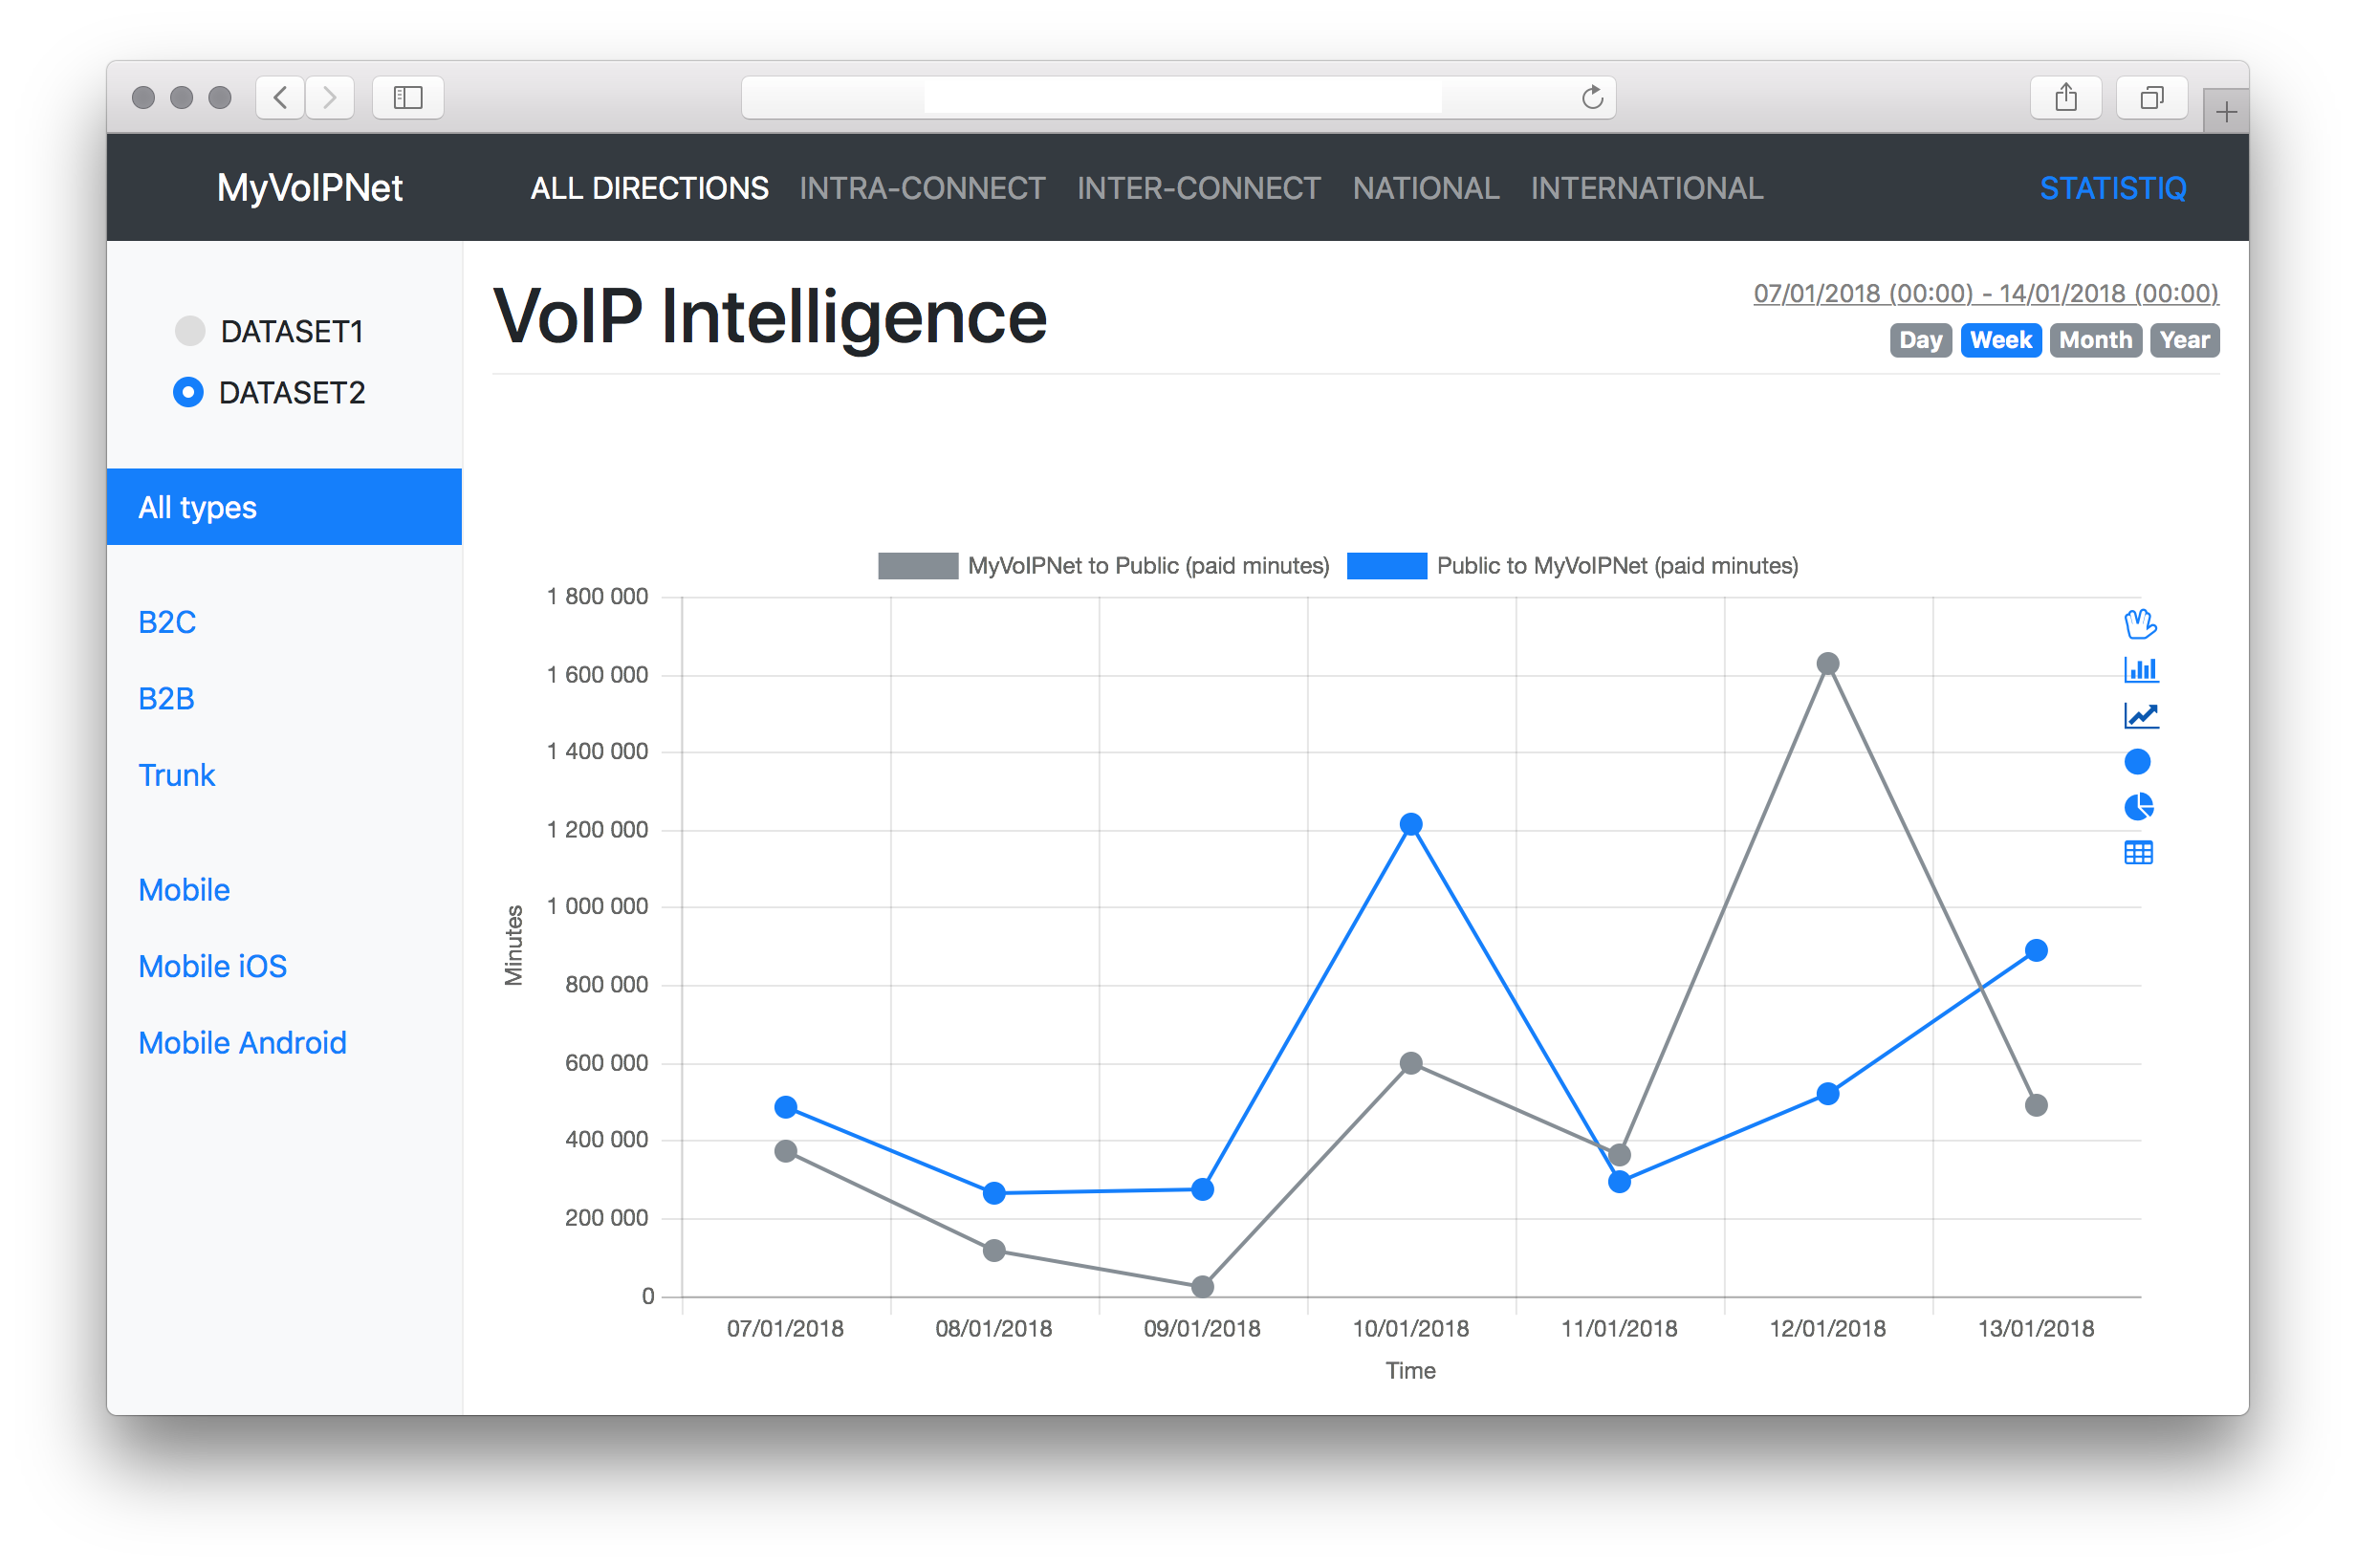 MyVoIPNet ALL DIRECTIONS INTRA-CONNECT INTER-CONNECT NATIONAL INTERNATIONAL STATISTIQ
DATASET1
DATASET2
All types
B2C
B2B
Trunk
Mobile
Mobile iOS
Mobile Android
VoIP Intelligence
07/01/2018 (00:00) - 14/01/2018 (00:00)
Day Week Month Year
MyVoIPNet to Public (paid minutes) Public to MyVoIPNet (paid minutes)
1 800 000
1 600 000
1 400 000
1 200 000
1 000 000
800 000
600 000
400 000
200 000
0
Minutes
07/01/2018 08/01/2018 09/01/2018 10/01/2018 11/01/2018 12/01/2018 13/01/2018
Time